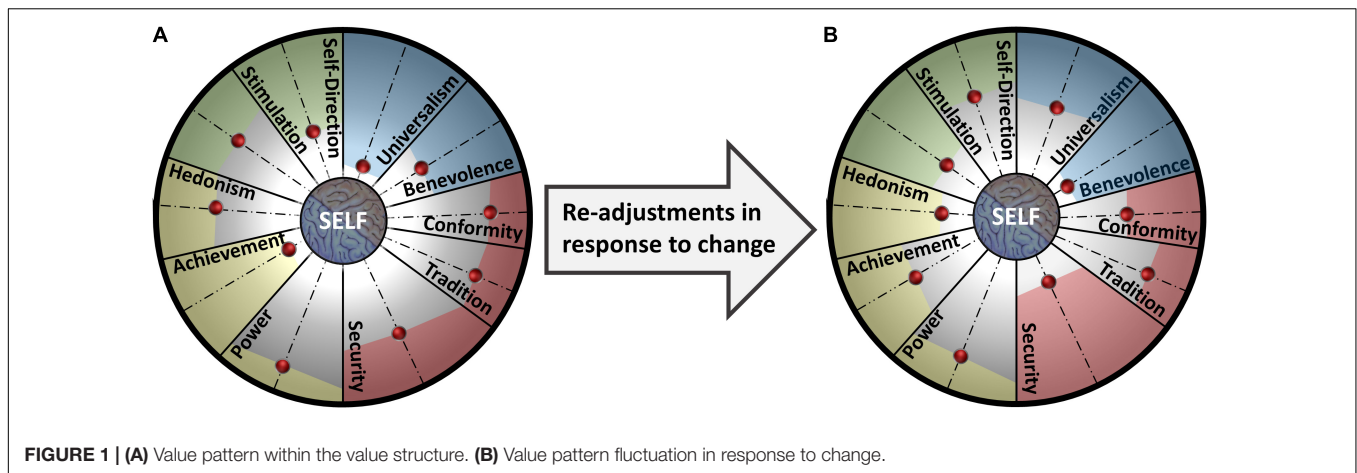 A
Self-Direction
Universalism
Benevolence
Conformity
Tradition
Security
Power
Achievement
Hedonism
Stimulation
SELF
Re-adjustments in
response to change
B
Self-Direction
Universalism
Benevolence
Conformity
Tradition
Security
Power
Achievement
Hedonism
Stimulation
SELF
FIGURE 1 | (A) Value pattern within the value structure. (B) Value pattern fluctuation in response to change.